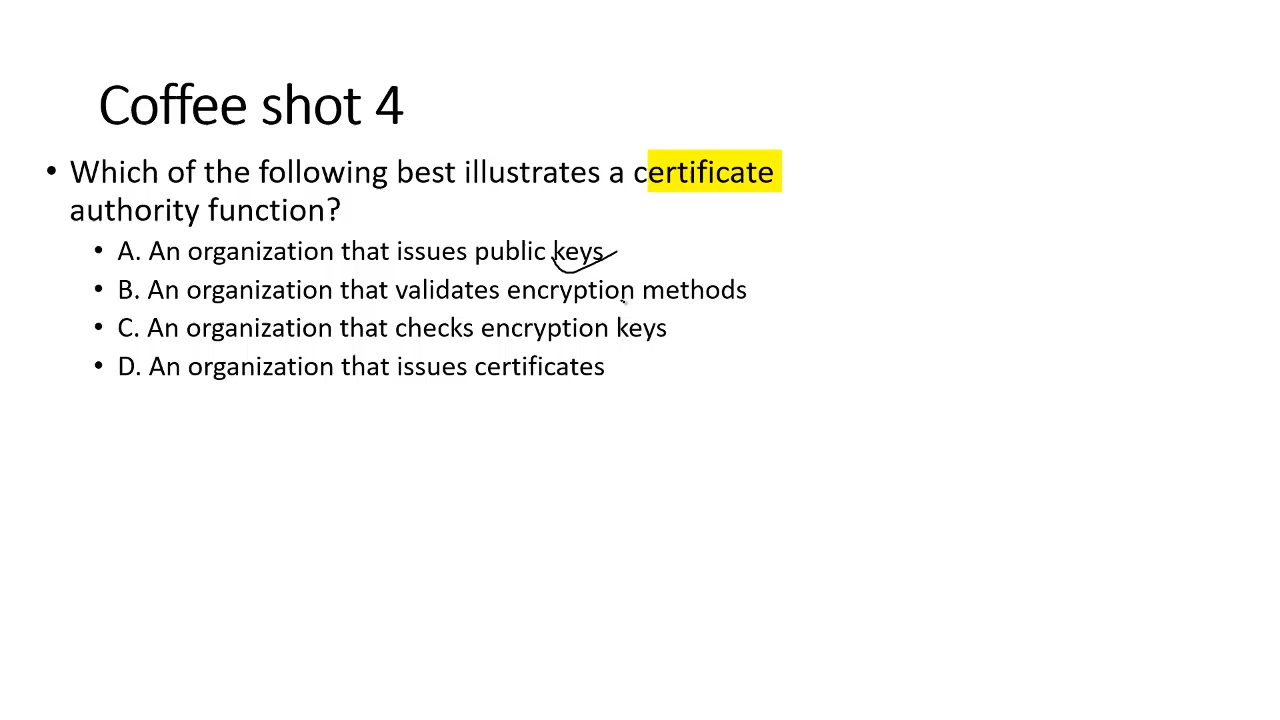 Coffee shot 4
• Which of the following best illustrates a certificate
authority function?
• A. An organization that issues public keys
• B. An organization that validates encryption methods
• C. An organization that checks encryption keys
• D. An organization that issues certificates